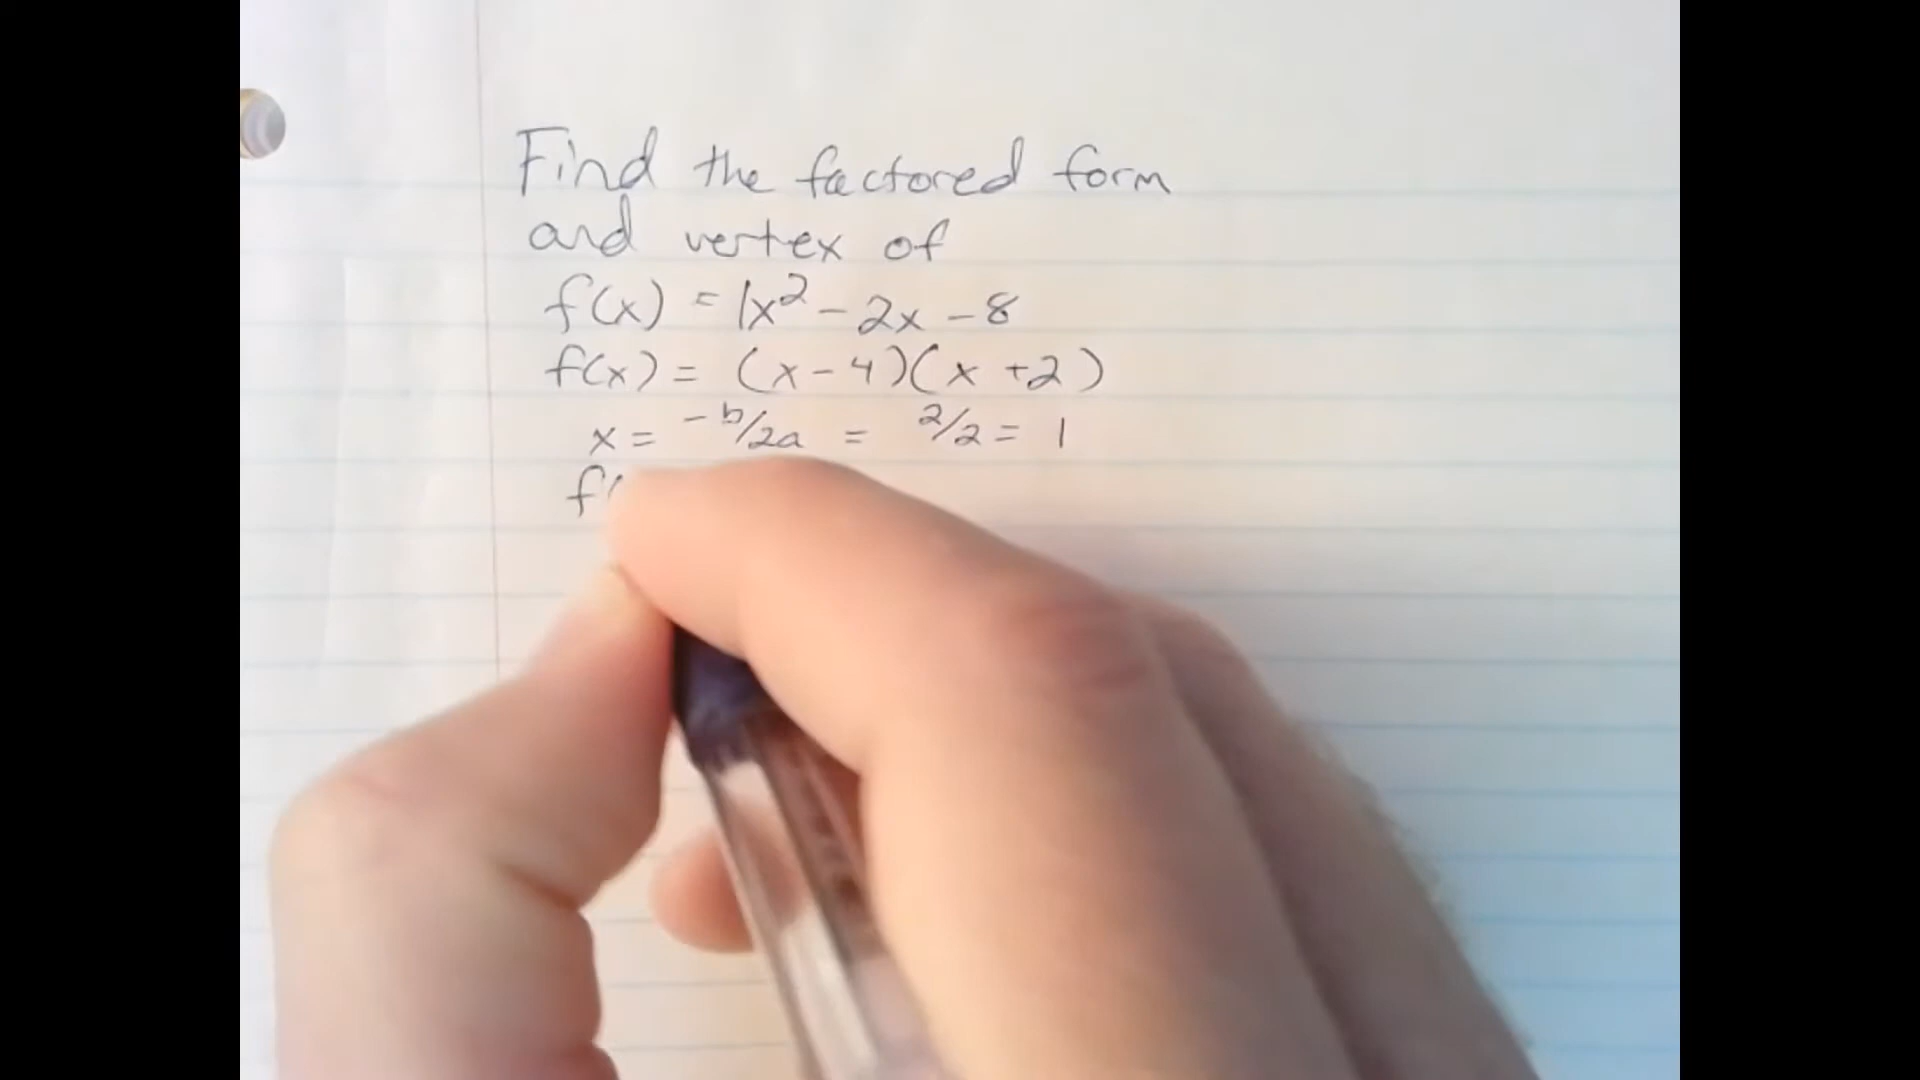 Find the factored form
and vertex of
f(x) = 1x² - 2x - 8
f(x) = (x - 4)(x + 2)
x = -b/2a = 2/2 = 1
f(